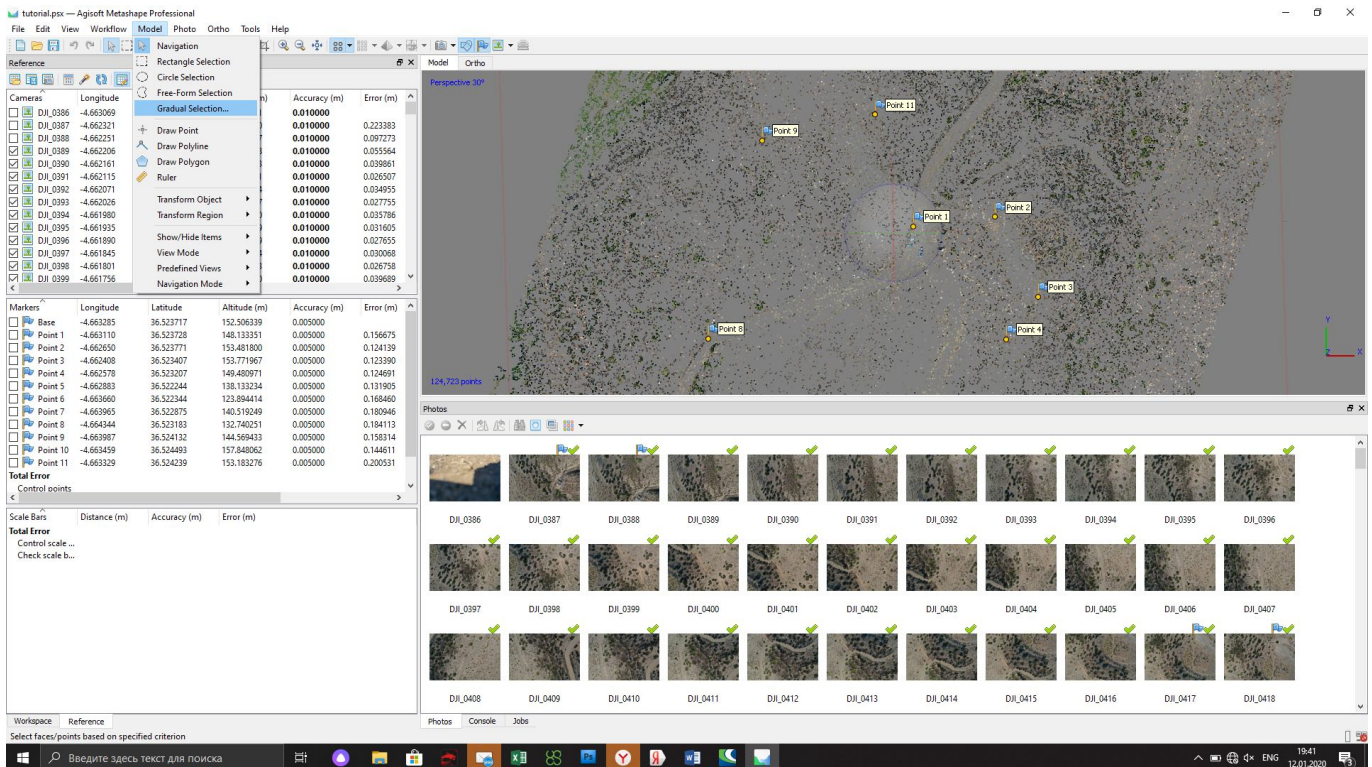 tutorial.psx — Agisoft Metashape Professional
File Edit View Workflow Model Photo Ortho Tools Help
Navigation
Rectangle Selection
Circle Selection
Free-Form Selection
Gradual Selection...
Draw Point
Draw Polyline
Draw Polygon
Ruler
Transform Object
Transform Region
Show/Hide Items
View Mode
Predefined Views
Navigation Mode
Reference
Cameras Longitude Accuracy (m) Error (m)
DJI_0386 -4.663069 0.010000
DJI_0387 -4.662321 0.010000 0.223383
DJI_0388 -4.662251 0.010000 0.097273
DJI_0389 -4.662206 0.010000 0.055564
DJI_0390 -4.662161 0.010000 0.039861
DJI_0391 -4.662115 0.010000 0.026507
DJI_0392 -4.662071 0.010000 0.034955
DJI_0393 -4.662026 0.010000 0.027755
DJI_0394 -4.661980 0.010000 0.035786
DJI_0395 -4.661935 0.010000 0.031605
DJI_0396 -4.661890 0.010000 0.027655
DJI_0397 -4.661845 0.010000 0.030068
DJI_0398 -4.661801 0.010000 0.026758
DJI_0399 -4.661756 0.010000 0.039689
Markers Longitude Latitude Altitude (m) Accuracy (m) Error (m)
Base -4.663285 36.523717 152.506339 0.005000
Point 1 -4.663110 36.523728 148.133351 0.005000 0.156675
Point 2 -4.662650 36.523771 153.481800 0.005000 0.124139
Point 3 -4.662408 36.523407 153.771967 0.005000 0.123390
Point 4 -4.662578 36.523207 149.480971 0.005000 0.124691
Point 5 -4.662883 36.522244 138.133234 0.005000 0.131905
Point 6 -4.663660 36.522344 123.894414 0.005000 0.168460
Point 7 -4.663965 36.522875 140.519249 0.005000 0.180946
Point 8 -4.664344 36.523183 132.740251 0.005000 0.184113
Point 9 -4.663987 36.524132 144.569433 0.005000 0.158314
Point 10 -4.663459 36.524493 157.848062 0.005000 0.144611
Point 11 -4.663329 36.524239 153.183276 0.005000 0.200531
Total Error
Control points
Scale Bars Distance (m) Accuracy (m) Error (m)
Total Error
Control scale ...
Check scale b...
Workspace Reference
Select faces/points based on specified criterion
Model Ortho
Perspective 30°
Point 11
Point 9
Point 2
Point 1
Point 3
Point 8
Point 4
Y
Z X
124,723 points
Photos
DJI_0386 DJI_0387 DJI_0388 DJI_0389 DJI_0390 DJI_0391 DJI_0392 DJI_0393 DJI_0394 DJI_0395 DJI_0396
DJI_0397 DJI_0398 DJI_0399 DJI_0400 DJI_0401 DJI_0402 DJI_0403 DJI_0404 DJI_0405 DJI_0406 DJI_0407
DJI_0408 DJI_0409 DJI_0410 DJI_0411 DJI_0412 DJI_0413 DJI_0414 DJI_0415 DJI_0416 DJI_0417 DJI_0418
Photos Console Jobs
Введите здесь текст для поиска
ENG
19:41
12.01.2020